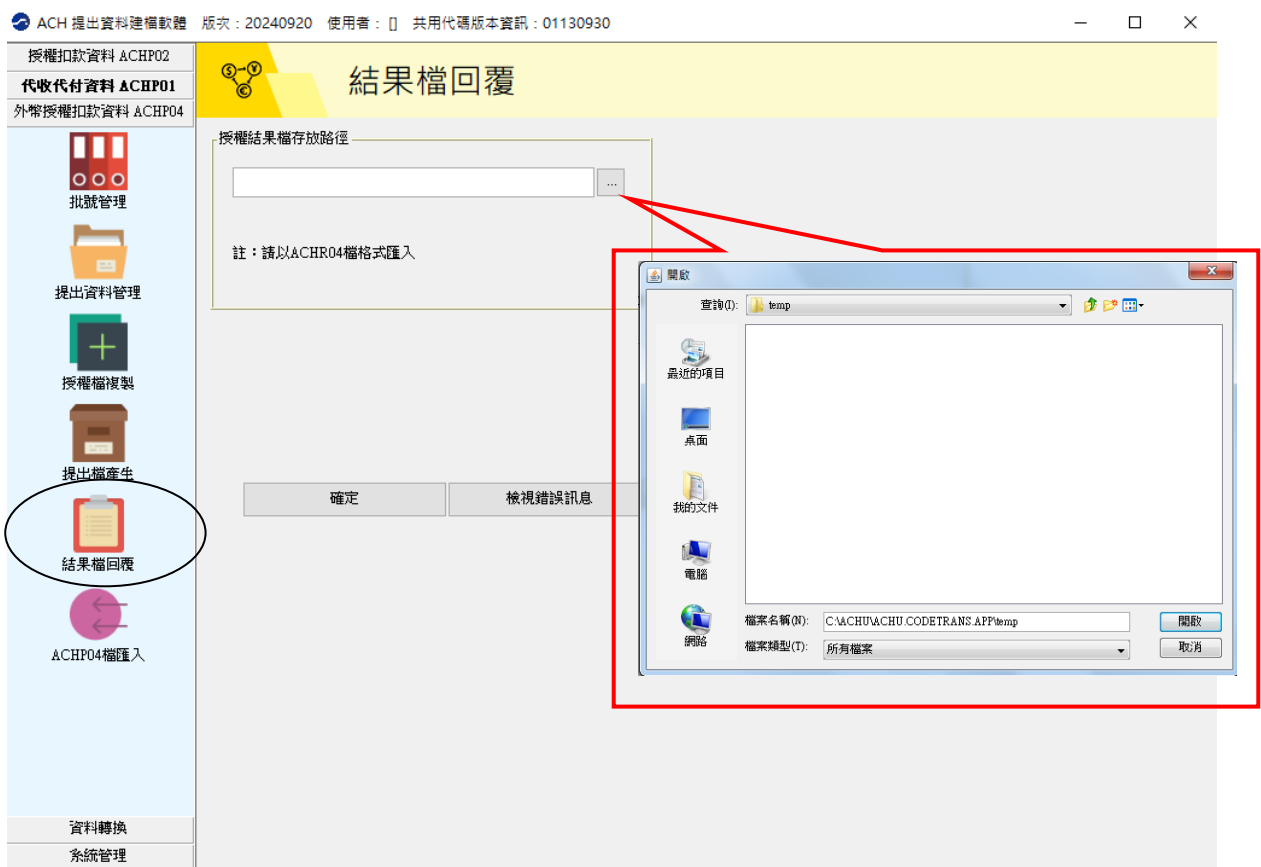 ACH 提出資料建檔軟體 版次：20240920 使用者：[] 共用代碼版本資訊：01130930
授權扣款資料 ACHP02
代收代付資料 ACHP01
外幣授權扣款資料 ACHP04
批號管理
提出資料管理
授權檔複製
提出檔產生
結果檔回覆
ACHP04檔匯入
資料轉換
系統管理
結果檔回覆
授權結果檔存放路徑
...
註：請以ACHR04檔格式匯入
確定
檢視錯誤訊息
開啟
查詢(I):
temp
最近的項目
桌面
我的文件
電腦
網路
檔案名稱(N): C:\ACHU\ACHU.CODETRANS.APP\temp
開啟
檔案類型(T): 所有檔案
取消